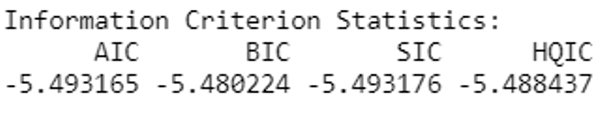 Information Criterion Statistics:
AIC BIC SIC HQIC
-5.493165 -5.480224 -5.493176 -5.488437